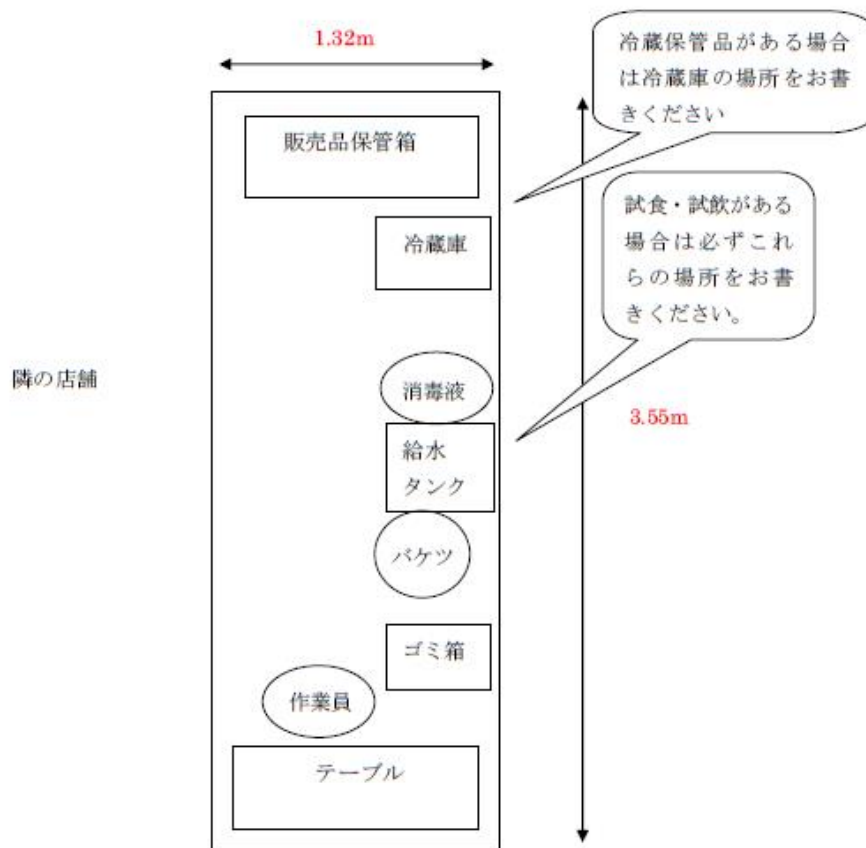 1.32m
冷蔵保管品がある場合
は冷蔵庫の場所をお書
きください
販売品保管箱
試食・試飲がある
場合は必ずこれ
らの場所をお書
きください。
冷蔵庫
隣の店舗
消毒液
3.55m
給水
タンク
バケツ
ゴミ箱
作業員
テーブル